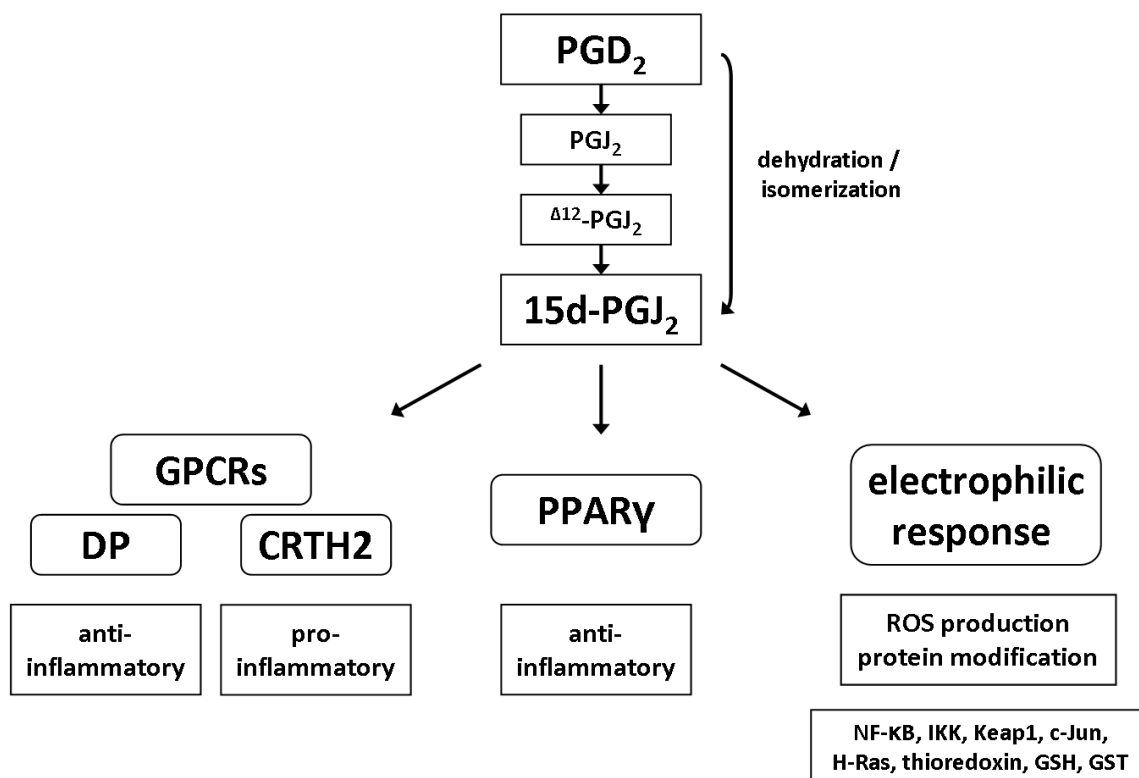 PGD₂
PGJ₂
dehydration /
isomerization
Δ12-PGJ₂
15d-PGJ₂
GPCRs
DP
CRTH2
PPARγ
electrophilic
response
anti-
inflammatory
pro-
inflammatory
anti-
inflammatory
ROS production
protein modification
NF-κB, IKK, Keap1, c-Jun,
H-Ras, thioredoxin, GSH, GST